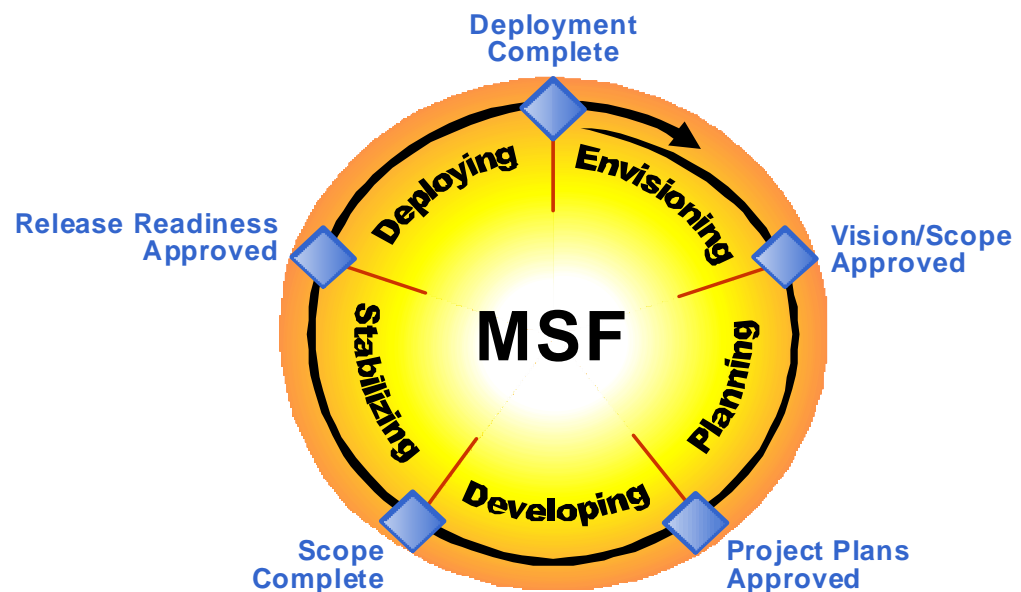 Deployment
Complete
Deploying
Envisioning
Release Readiness
Approved
Vision/Scope
Approved
MSF
Stabilizing
Planning
Developing
Scope
Complete
Project Plans
Approved